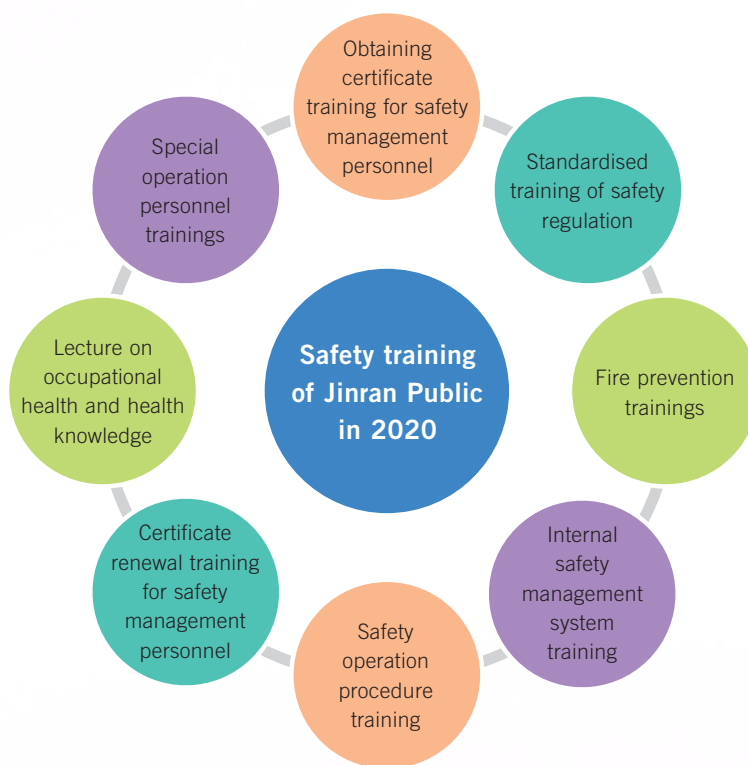 Obtaining
certificate
training for safety
management
personnel
Standardised
training of safety
regulation
Fire prevention
trainings
Internal
safety
management
system
training
Safety
operation
procedure
training
Certificate
renewal training
for safety
management
personnel
Lecture on
occupational
health and health
knowledge
Special
operation
personnel
trainings
Safety training
of Jinran Public
in 2020